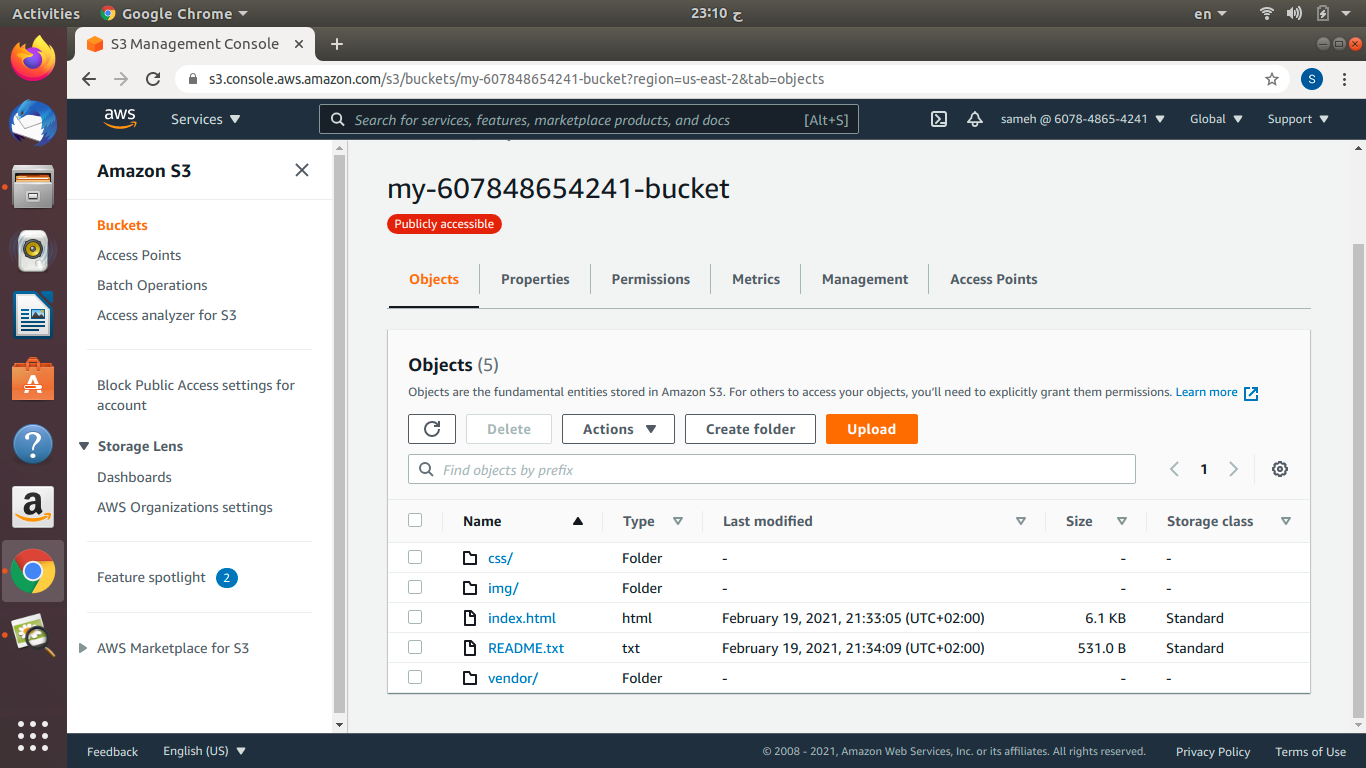 Activities Google Chrome 23:10 ج en
S3 Management Console
s3.console.aws.amazon.com/s3/buckets/my-607848654241-bucket?region=us-east-2&tab=objects S
aws Services Search for services, features, marketplace products, and docs [Alt+S] sameh @ 6078-4865-4241 Global Support
Amazon S3
Buckets
Access Points
Batch Operations
Access analyzer for S3
Block Public Access settings for
account
Storage Lens
Dashboards
AWS Organizations settings
Feature spotlight 2
AWS Marketplace for S3
my-607848654241-bucket
Publicly accessible
Objects Properties Permissions Metrics Management Access Points
Objects (5)
Objects are the fundamental entities stored in Amazon S3. For others to access your objects, you'll need to explicitly grant them permissions. Learn more
Delete Actions Create folder Upload
Find objects by prefix 1
Name Type Last modified Size Storage class
css/ Folder - - -
img/ Folder - - -
index.html html February 19, 2021, 21:33:05 (UTC+02:00) 6.1 KB Standard
README.txt txt February 19, 2021, 21:34:09 (UTC+02:00) 531.0 B Standard
vendor/ Folder - - -
Feedback English (US) © 2008 - 2021, Amazon Web Services, Inc. or its affiliates. All rights reserved. Privacy Policy Terms of Use